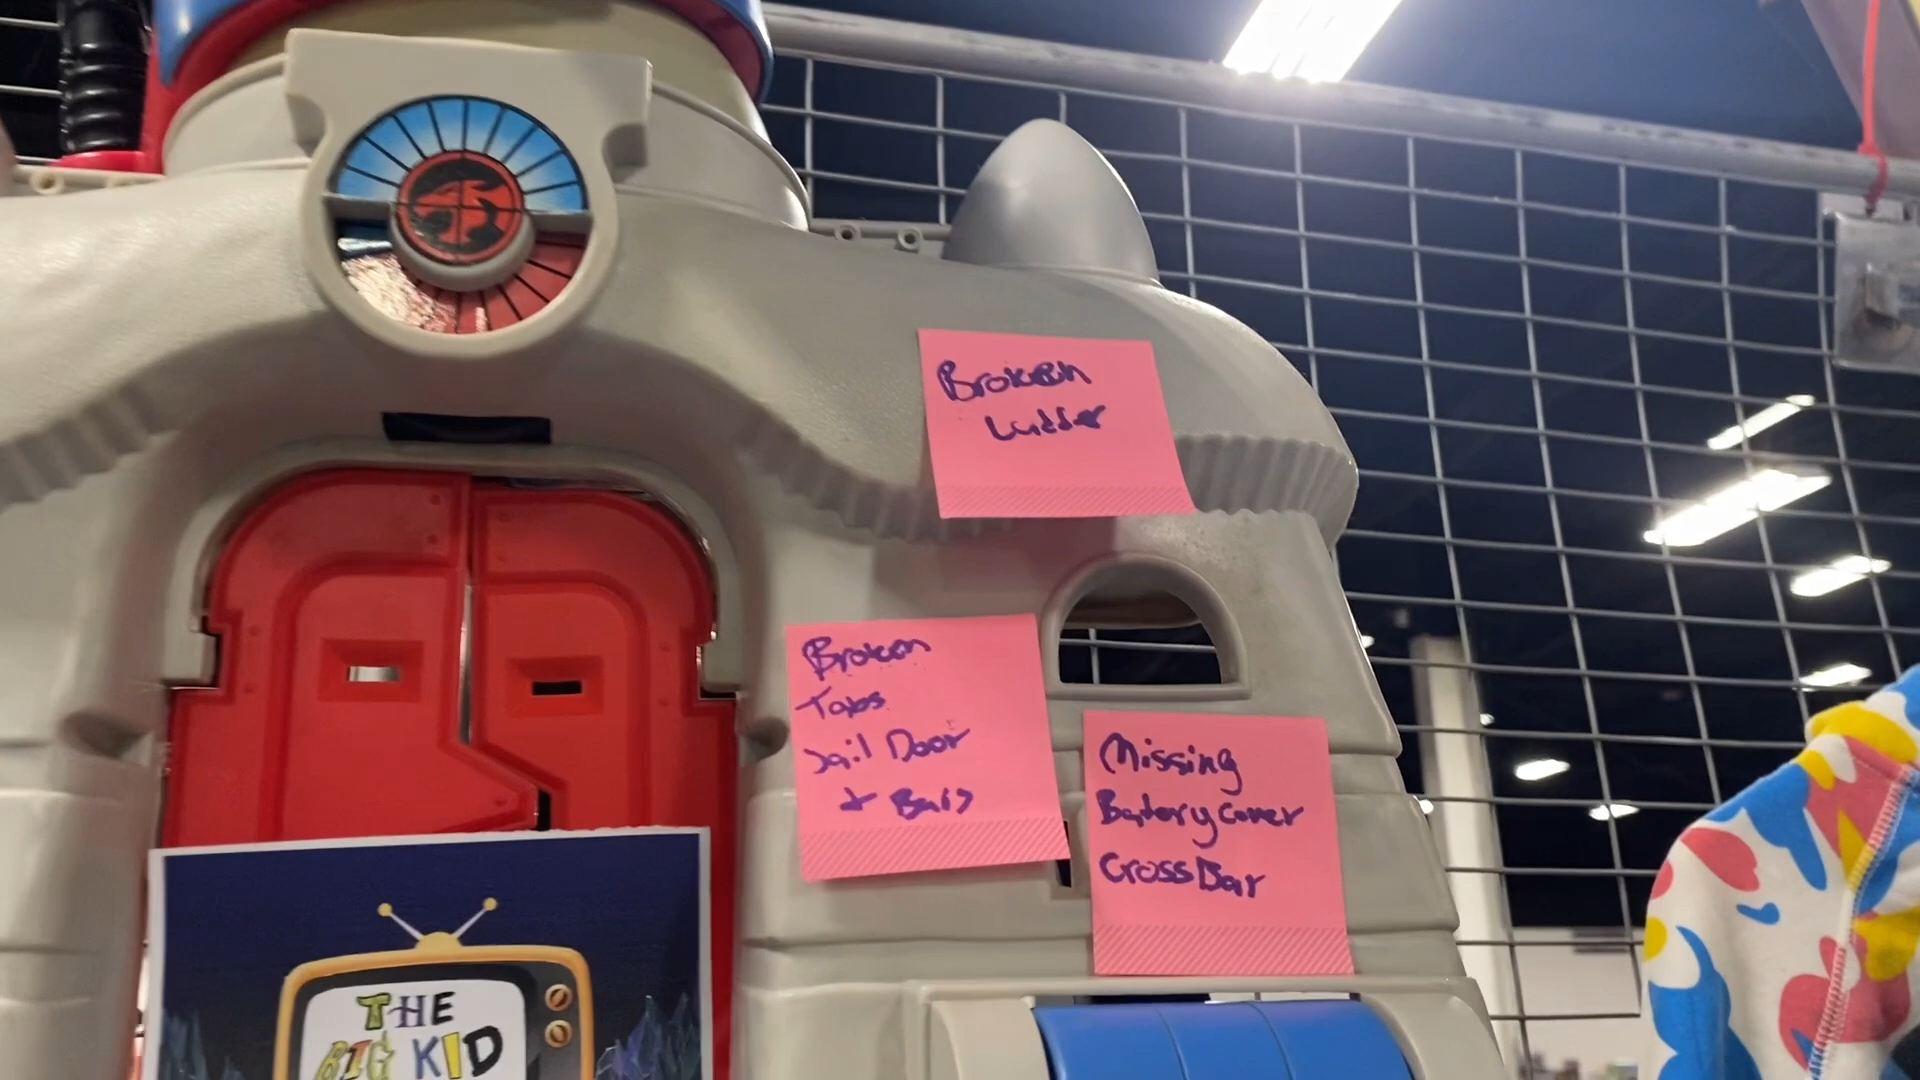 Broken
Ladder
Broken
Tabs
Jail Door
+ Bars
Missing
Battery cover
Cross Bar
THE
BIG KID